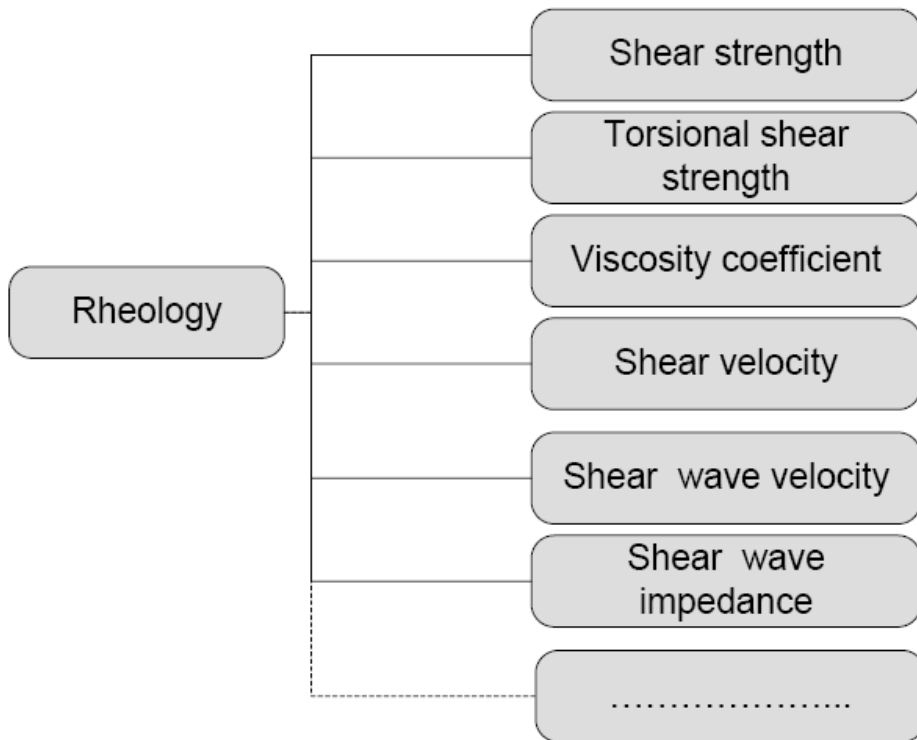 Shear strength
Torsional shear
strength
Viscosity coefficient
Rheology
Shear velocity
Shear  wave velocity
Shear  wave
impedance
…………………..